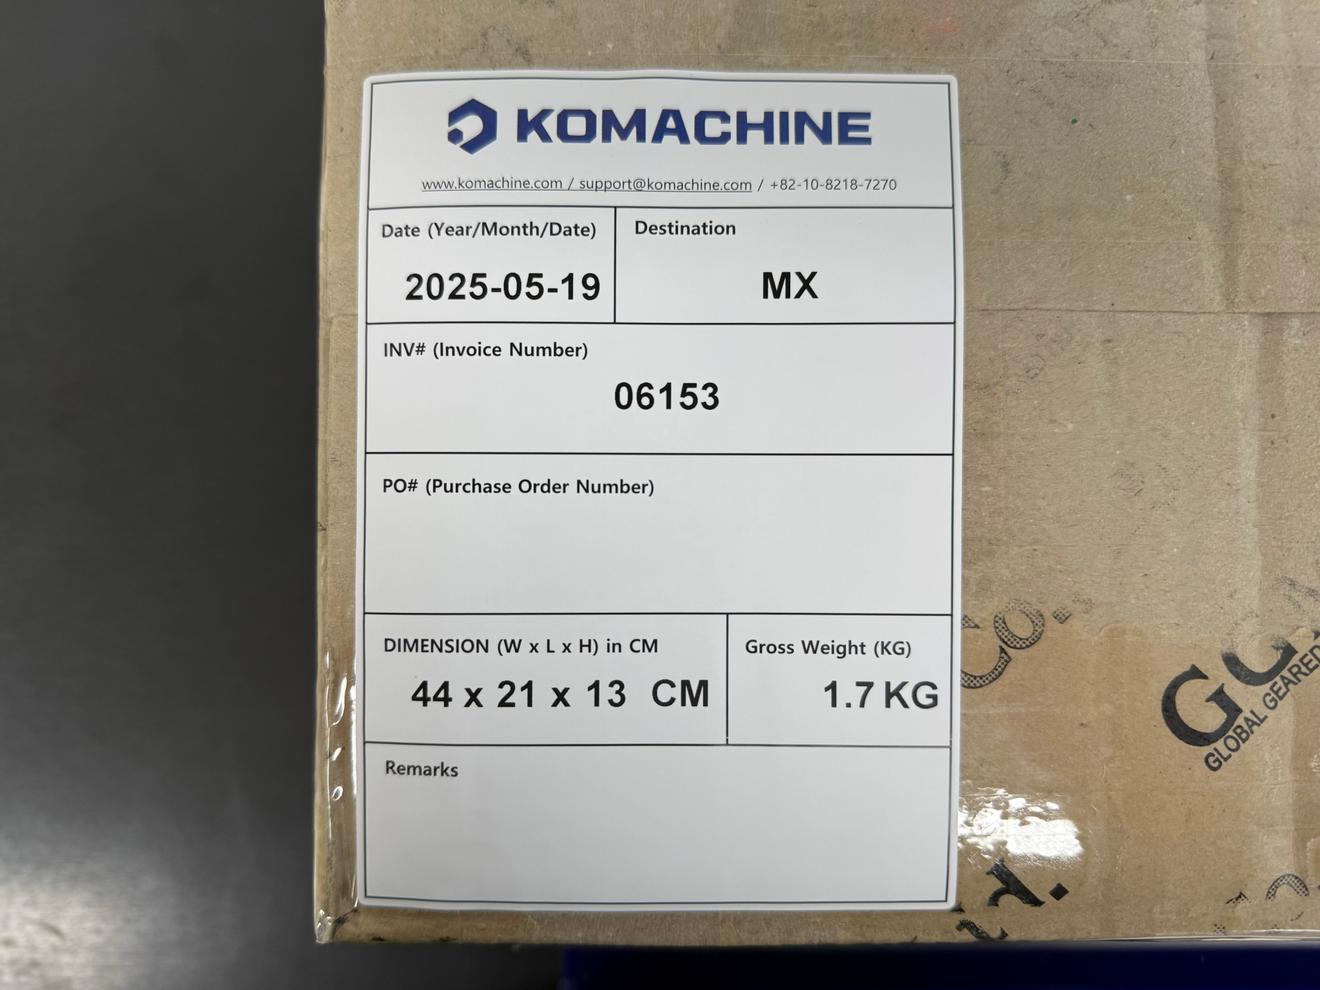 KOMACHINE
www.komachine.com / support@komachine.com / +82-10-8218-7270
Date (Year/Month/Date)
2025-05-19
Destination
MX
INV# (Invoice Number)
06153
PO# (Purchase Order Number)
DIMENSION (W x L x H) in CM
44 x 21 x 13 CM
Gross Weight (KG)
1.7 KG
Remarks
Co.
GLOBAL GEARED